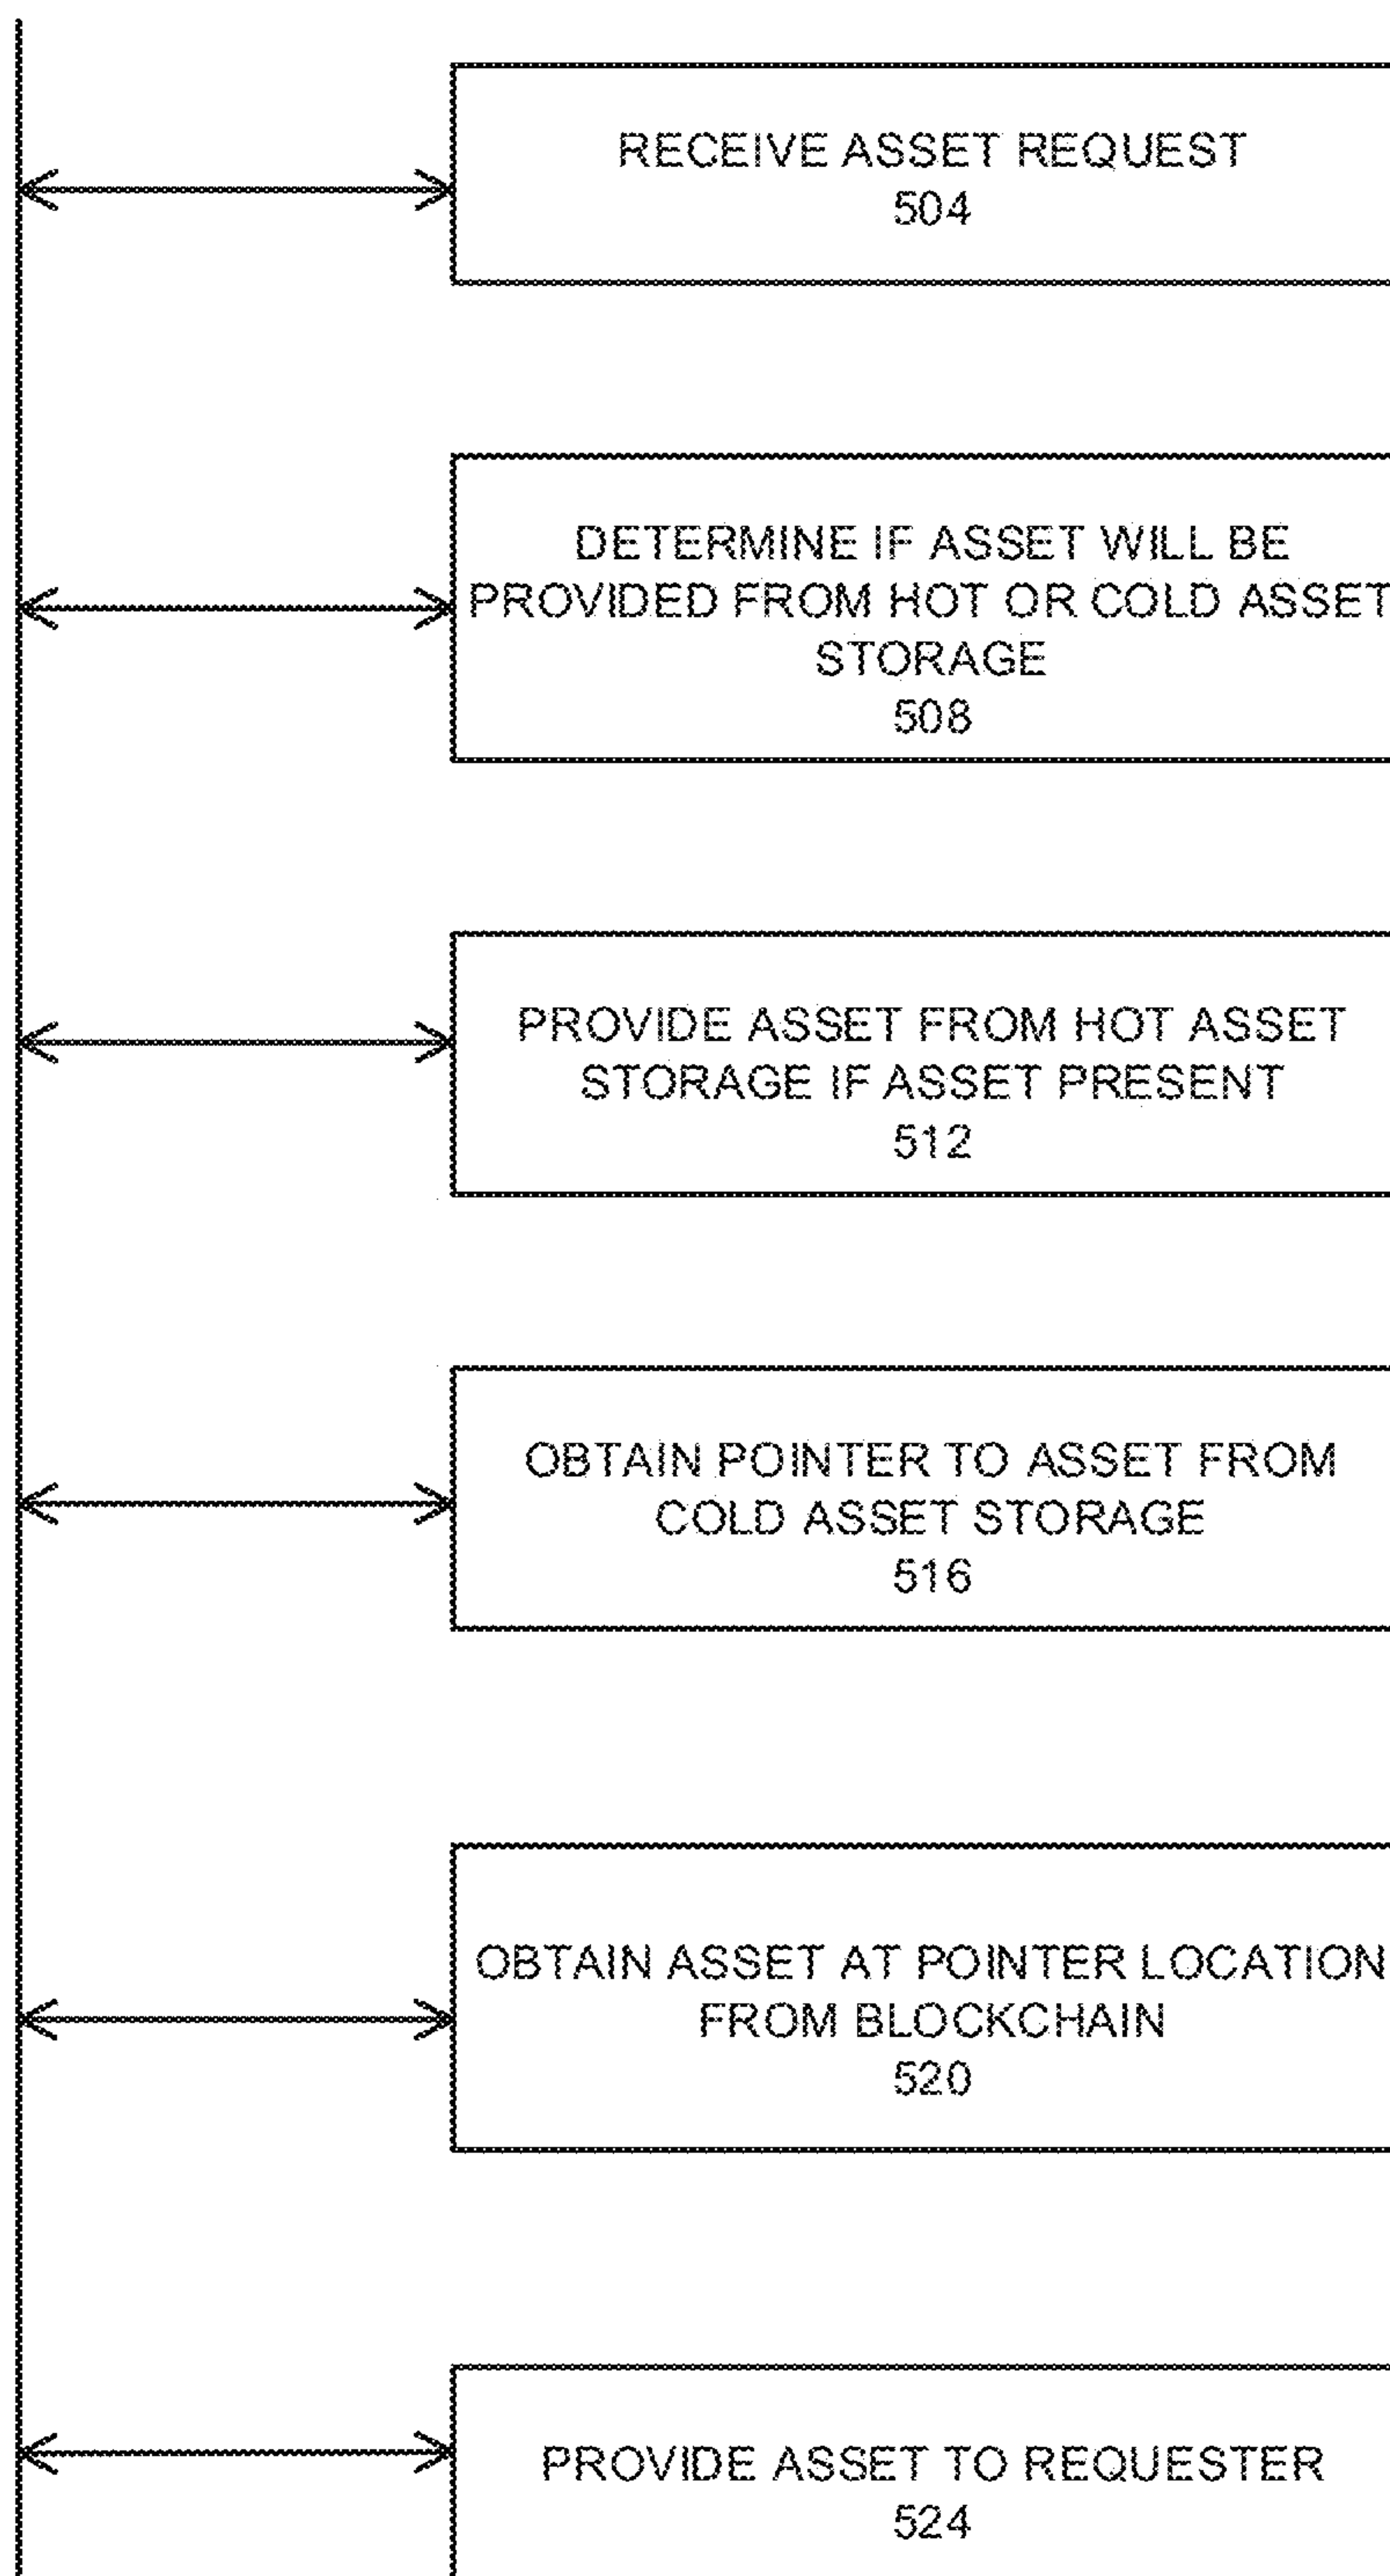 RECEIVE ASSET REQUEST
504
DETERMINE IF ASSET WILL BE
PROVIDED FROM HOT OR COLD ASSET
STORAGE
508
PROVIDE ASSET FROM HOT ASSET
STORAGE IF ASSET PRESENT
512
OBTAIN POINTER TO ASSET FROM
COLD ASSET STORAGE
516
OBTAIN ASSET AT POINTER LOCATION
FROM BLOCKCHAIN
520
PROVIDE ASSET TO REQUESTER
524